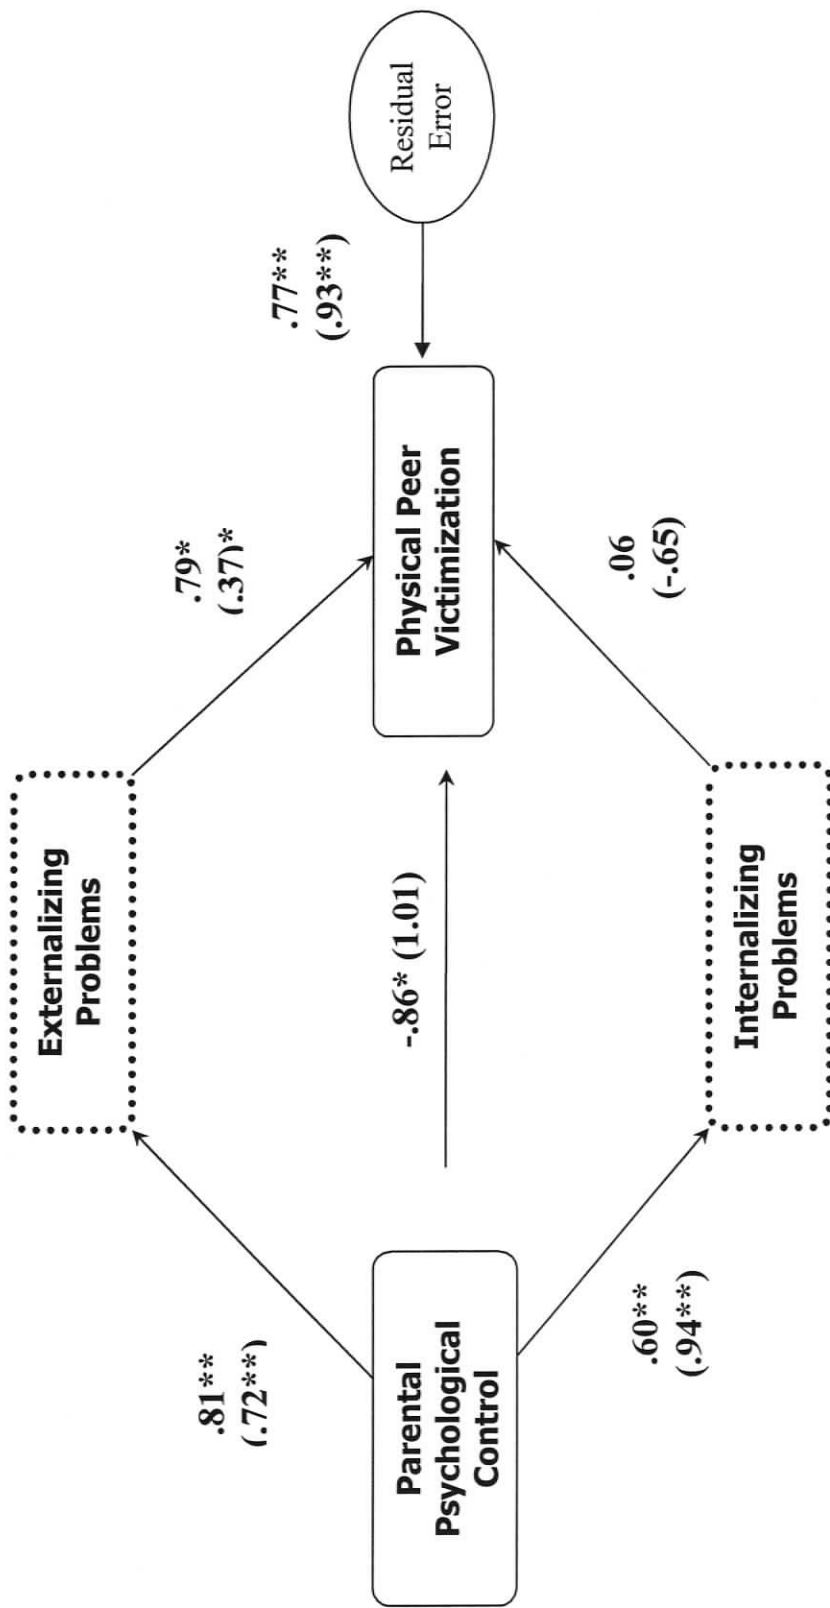 Externalizing
Problems
.81**
(.72**)
.79*
(.37)*
.77**
(.93**)
Parental
Psychological
Control
-.86* (1.01)
Physical Peer
Victimization
Residual
Error
.60**
(.94**)
.06
(-.65)
Internalizing
Problems